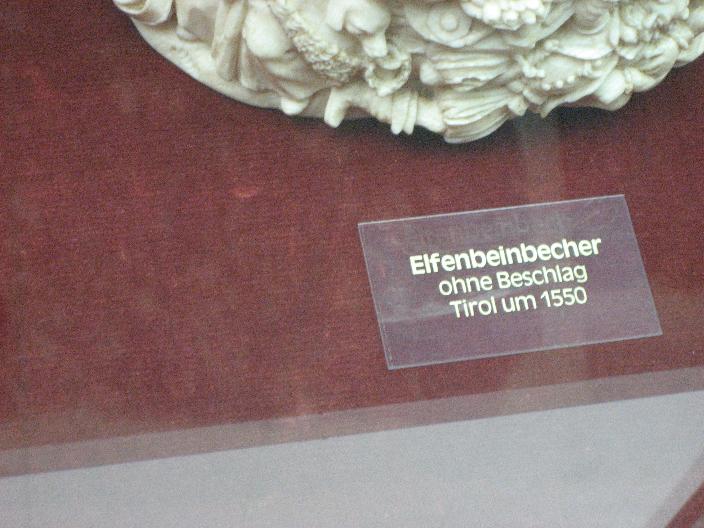 Elfenbeinbecher
ohne Beschlag
Tirol um 1550